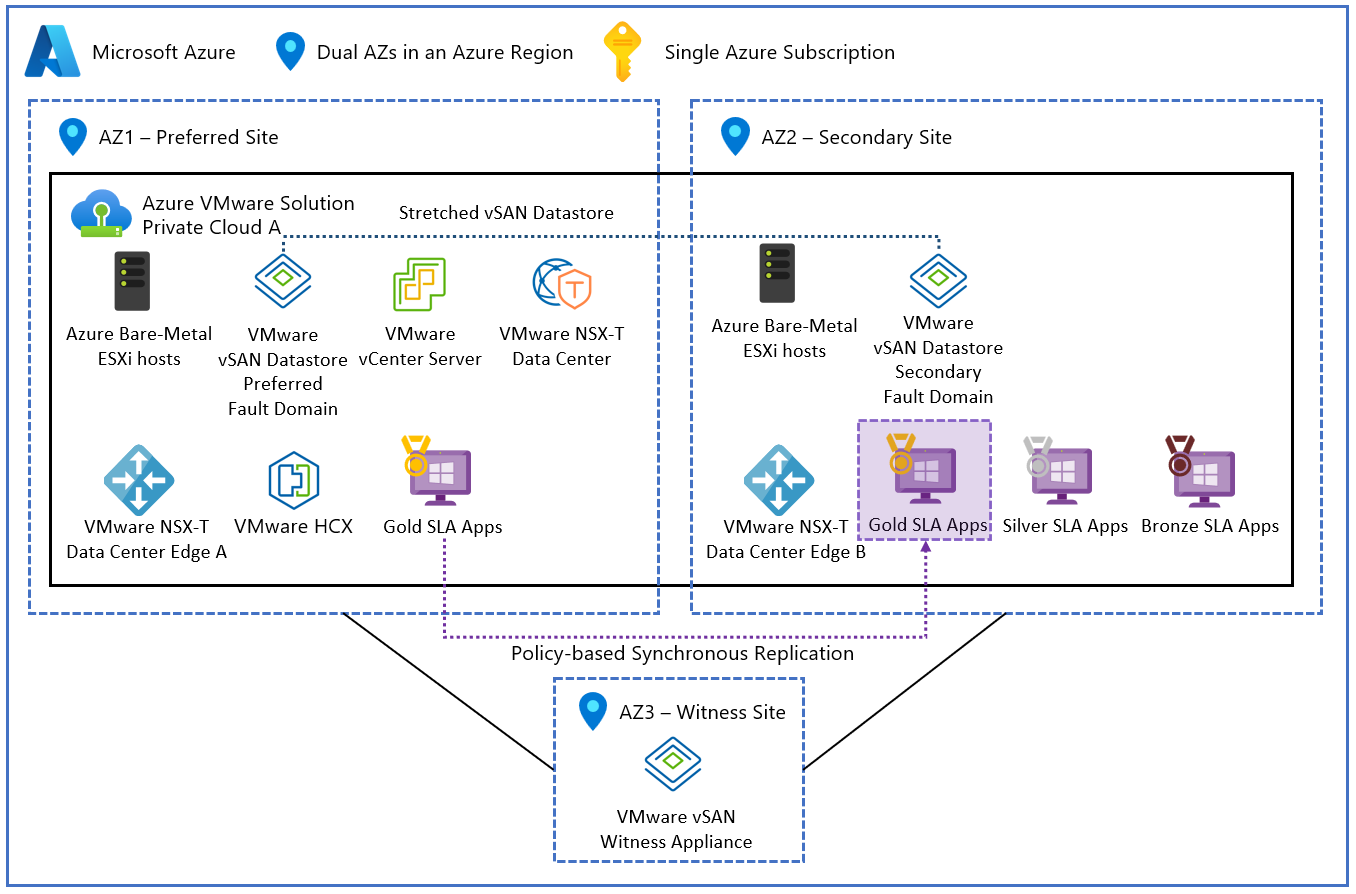 Microsoft Azure
Dual AZs in an Azure Region
Single Azure Subscription
AZ1 – Preferred Site
AZ2 – Secondary Site
Azure VMware Solution
Private Cloud A
Stretched vSAN Datastore
Azure Bare-Metal
ESXi hosts
VMware
vSAN Datastore
Preferred
Fault Domain
VMware
vCenter Server
VMware NSX-T
Data Center
Azure Bare-Metal
ESXi hosts
VMware
vSAN Datastore
Secondary
Fault Domain
VMware NSX-T
Data Center Edge A
VMware HCX
Gold SLA Apps
VMware NSX-T
Data Center Edge B
Gold SLA Apps
Silver SLA Apps
Bronze SLA Apps
Policy-based Synchronous Replication
AZ3 – Witness Site
VMware vSAN
Witness Appliance